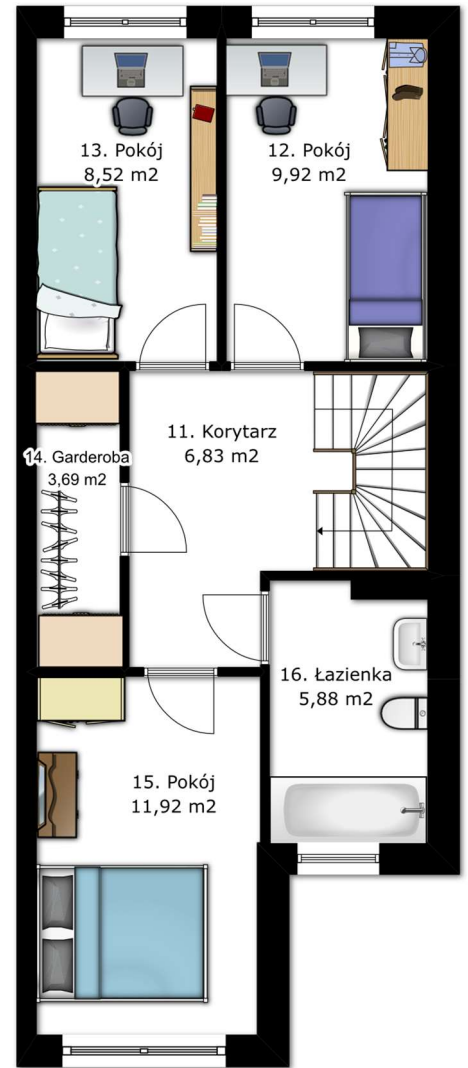 13. Pokój
8,52 m2
12. Pokój
9,92 m2
11. Korytarz
6,83 m2
14. Garderoba
3,69 m2
16. Łazienka
5,88 m2
15. Pokój
11,92 m2